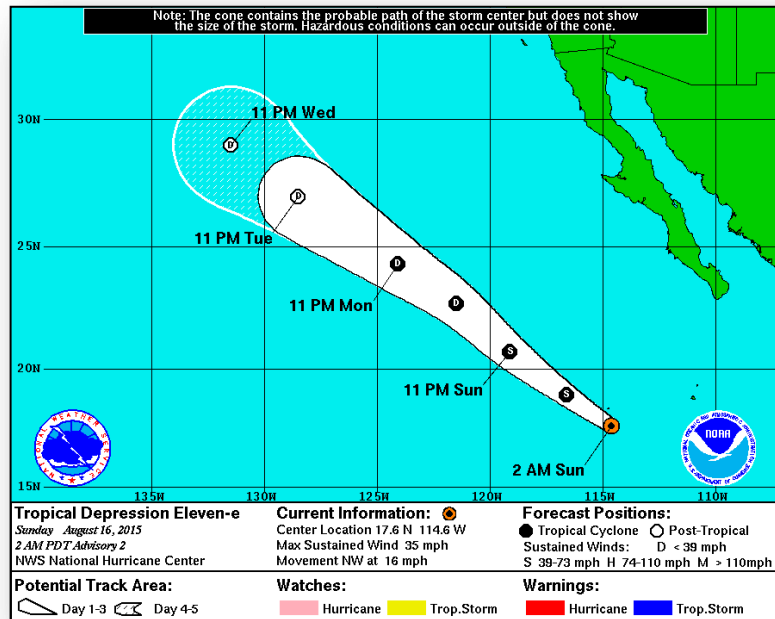 Note: The cone contains the probable path of the storm center but does not show
the size of the storm. Hazardous conditions can occur outside of the cone.
30N
25N
20N
15N
135W
130W
125W
120W
115W
110W
11 PM Wed
D
D
11 PM Tue
D
11 PM Mon
D
S
11 PM Sun
S
2 AM Sun
NATIONAL WEATHER SERVICE
NOAA
Tropical Depression Eleven-e
Sunday August 16, 2015
2 AM PDT Advisory 2
NWS National Hurricane Center
Current Information:
Center Location 17.6 N 114.6 W
Max Sustained Wind 35 mph
Movement NW at 16 mph
Forecast Positions:
Tropical Cyclone Post-Tropical
Sustained Winds: D < 39 mph
S 39-73 mph H 74-110 mph M > 110mph
Potential Track Area:
Day 1-3 Day 4-5
Watches:
Hurricane Trop.Storm
Warnings:
Hurricane Trop.Storm